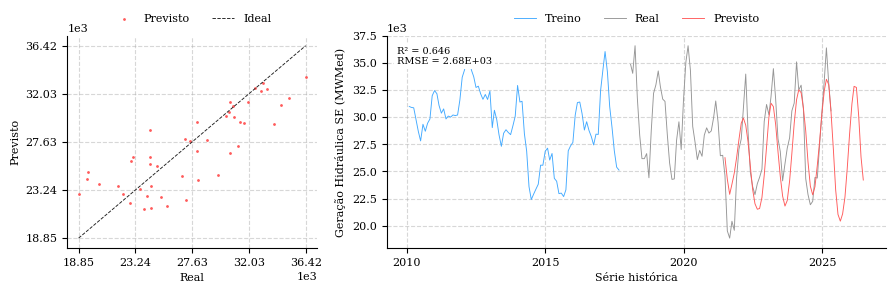 Previsto Ideal
1e3
36.42
32.03
27.63
23.24
18.85
Previsto
18.85 23.24 27.63 32.03 36.42
1e3
Real
Treino Real Previsto
1e3
R² = 0.646
RMSE = 2.68E+03
37.5
35.0
32.5
30.0
27.5
25.0
22.5
20.0
Geração Hidráulica SE (MWMed)
2010 2015 2020 2025
Série histórica